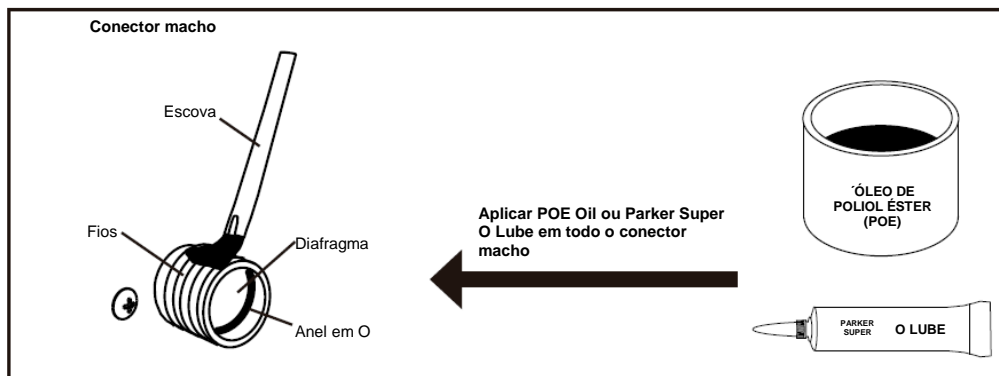 Conector macho
Escova
Fios
Diafragma
Anel em O
Aplicar POE Oil ou Parker Super
O Lube em todo o conector
macho
´ÓLEO DE
POLIOL ÉSTER
(POE)
PARKER
SUPER
O LUBE